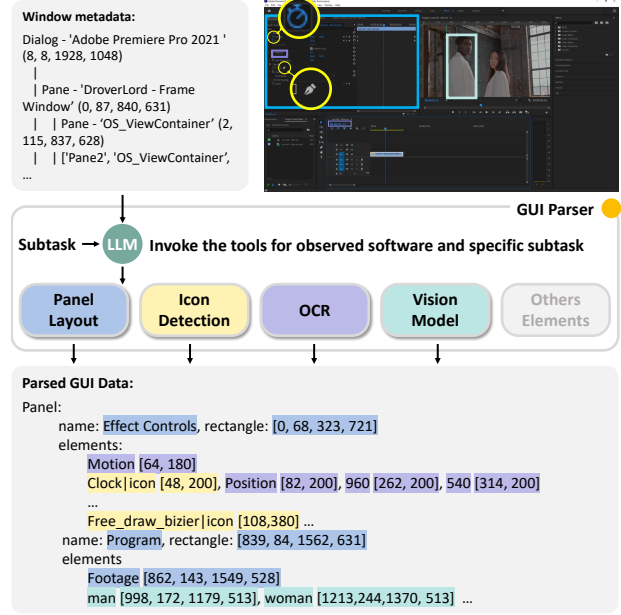 Window metadata:
Dialog - 'Adobe Premiere Pro 2021 '
(8, 8, 1928, 1048)
|
| Pane - 'DroverLord - Frame
Window' (0, 87, 840, 631)
| | Pane - 'OS_ViewContainer' (2,
115, 837, 628)
| | ['Pane2', 'OS_ViewContainer',
…
GUI Parser
Subtask
LLM
Invoke the tools for observed software and specific subtask
Panel
Layout
Icon
Detection
OCR
Vision
Model
Others
Elements
Parsed GUI Data:
Panel:
name: Effect Controls, rectangle: [0, 68, 323, 721]
elements:
Motion [64, 180]
Clock|icon [48, 200], Position [82, 200], 960 [262, 200], 540 [314, 200]
…
Free_draw_bizier|icon [108,380] …
name: Program, rectangle: [839, 84, 1562, 631]
elements
Footage [862, 143, 1549, 528]
man [998, 172, 1179, 513], woman [1213,244,1370, 513] …